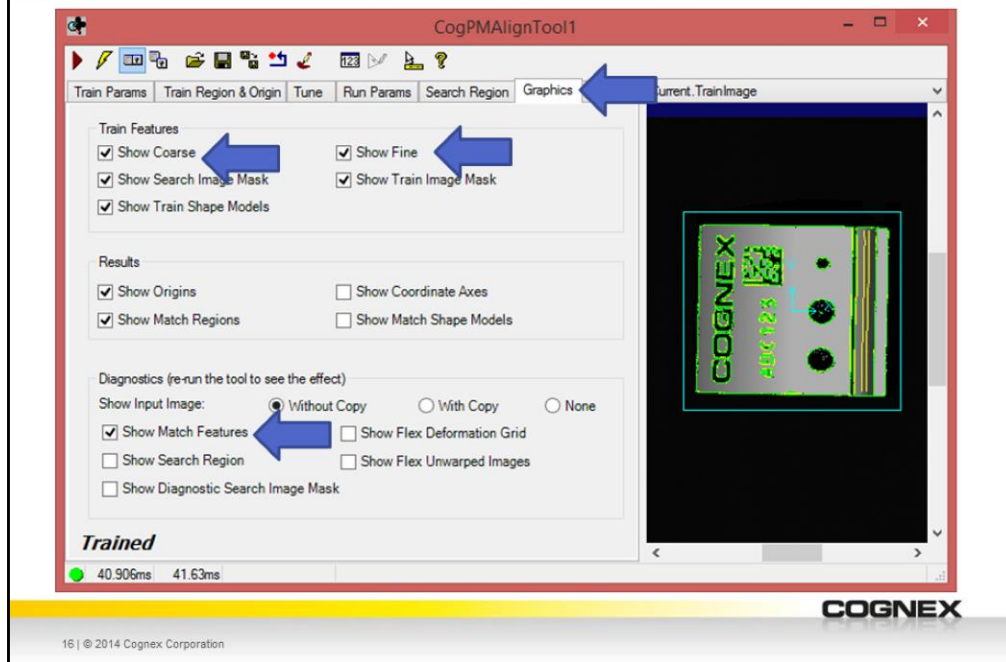 CogPMAlignTool1
123
Train Params Train Region & Origin Tune Run Params Search Region Graphics Current.TrainImage
Train Features
Show Coarse Show Fine
Show Search Image Mask Show Train Image Mask
Show Train Shape Models
Results
Show Origins Show Coordinate Axes
Show Match Regions Show Match Shape Models
Diagnostics (re-run the tool to see the effect)
Show Input Image: Without Copy With Copy None
Show Match Features Show Flex Deformation Grid
Show Search Region Show Flex Unwarped Images
Show Diagnostic Search Image Mask
COGNEX
ABC123
Trained
40.906ms 41.63ms
COGNEX
16 | © 2014 Cognex Corporation